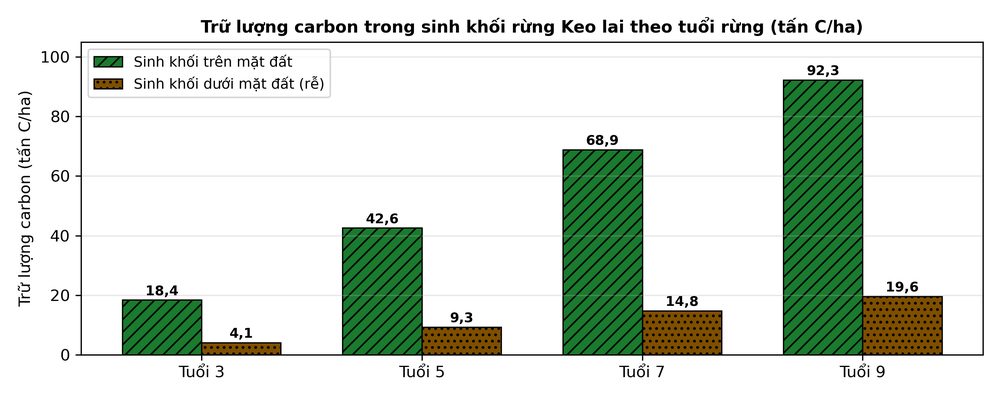 Trữ lượng carbon trong sinh khối rừng Keo lai theo tuổi rừng (tấn C/ha)
Trữ lượng carbon (tấn C/ha)
100
80
60
40
20
0
Sinh khối trên mặt đất
Sinh khối dưới mặt đất (rễ)
18,4
4,1
42,6
9,3
68,9
14,8
92,3
19,6
Tuổi 3
Tuổi 5
Tuổi 7
Tuổi 9